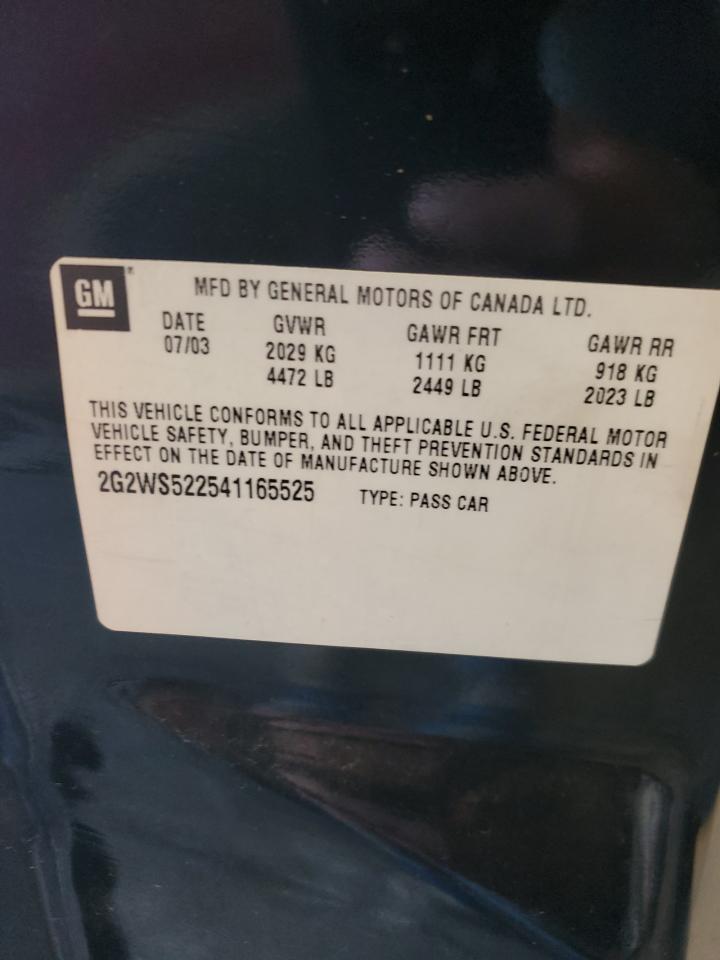 GM
MFD BY GENERAL MOTORS OF CANADA LTD.
DATE GVWR GAWR FRT GAWR RR
07/03 2029 KG 1111 KG 918 KG
4472 LB 2449 LB 2023 LB
THIS VEHICLE CONFORMS TO ALL APPLICABLE U.S. FEDERAL MOTOR
VEHICLE SAFETY, BUMPER, AND THEFT PREVENTION STANDARDS IN
EFFECT ON THE DATE OF MANUFACTURE SHOWN ABOVE.
2G2WS522541165525 TYPE: PASS CAR